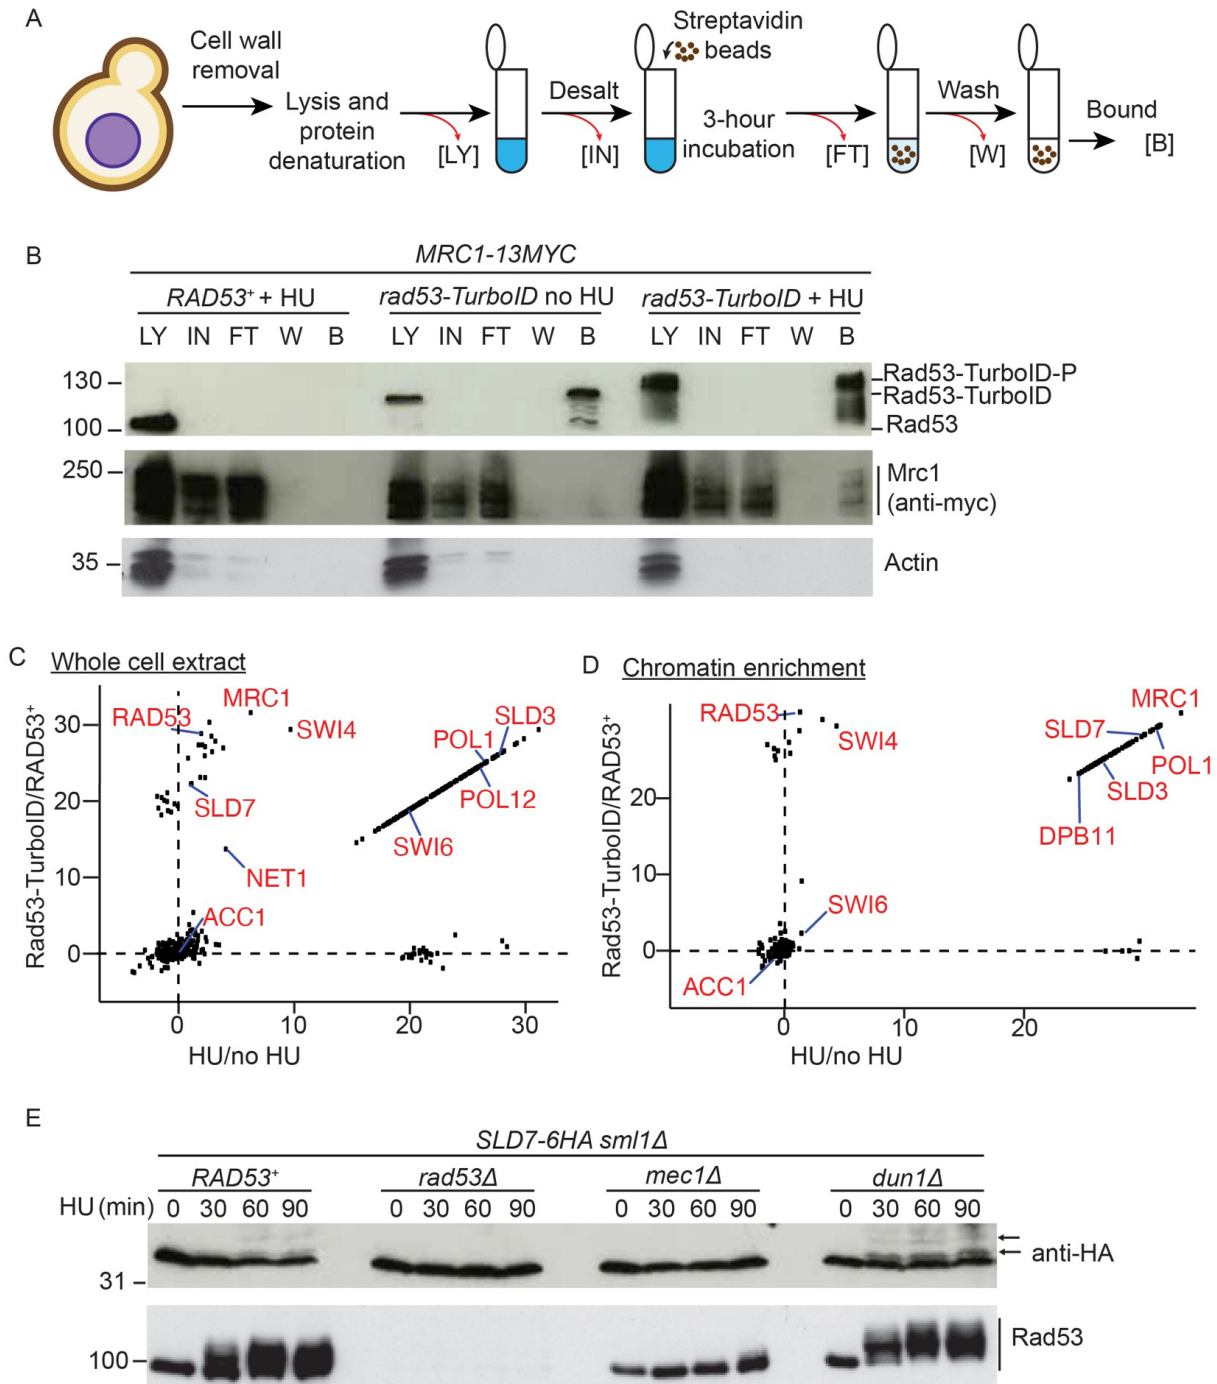 A
Cell wall
removal
Lysis and
protein
denaturation
[LY]
Desalt
[IN]
Streptavidin
beads
3-hour
incubation
[FT]
Wash
[W]
Bound
[B]
B
MRC1-13MYC
RAD53+ + HU
rad53-TurboID no HU
rad53-TurboID + HU
LY IN FT W B LY IN FT W B LY IN FT W B
130
Rad53-TurboID-P
Rad53-TurboID
100
Rad53
250
Mrc1
(anti-myc)
35
Actin
C Whole cell extract
Rad53-TurboID/RAD53+
30
20
10
0
RAD53
MRC1
SWI4
SLD3
POL1
POL12
SLD7
SWI6
NET1
ACC1
0 10 20 30
HU/no HU
D Chromatin enrichment
Rad53-TurboID/RAD53+
20
10
0
RAD53
SWI4
MRC1
SLD7
POL1
SLD3
DPB11
SWI6
ACC1
0 10 20
HU/no HU
E
SLD7-6HA sml1Δ
RAD53+ rad53Δ mec1Δ dun1Δ
HU (min) 0 30 60 90 0 30 60 90 0 30 60 90 0 30 60 90
31
anti-HA
100
Rad53